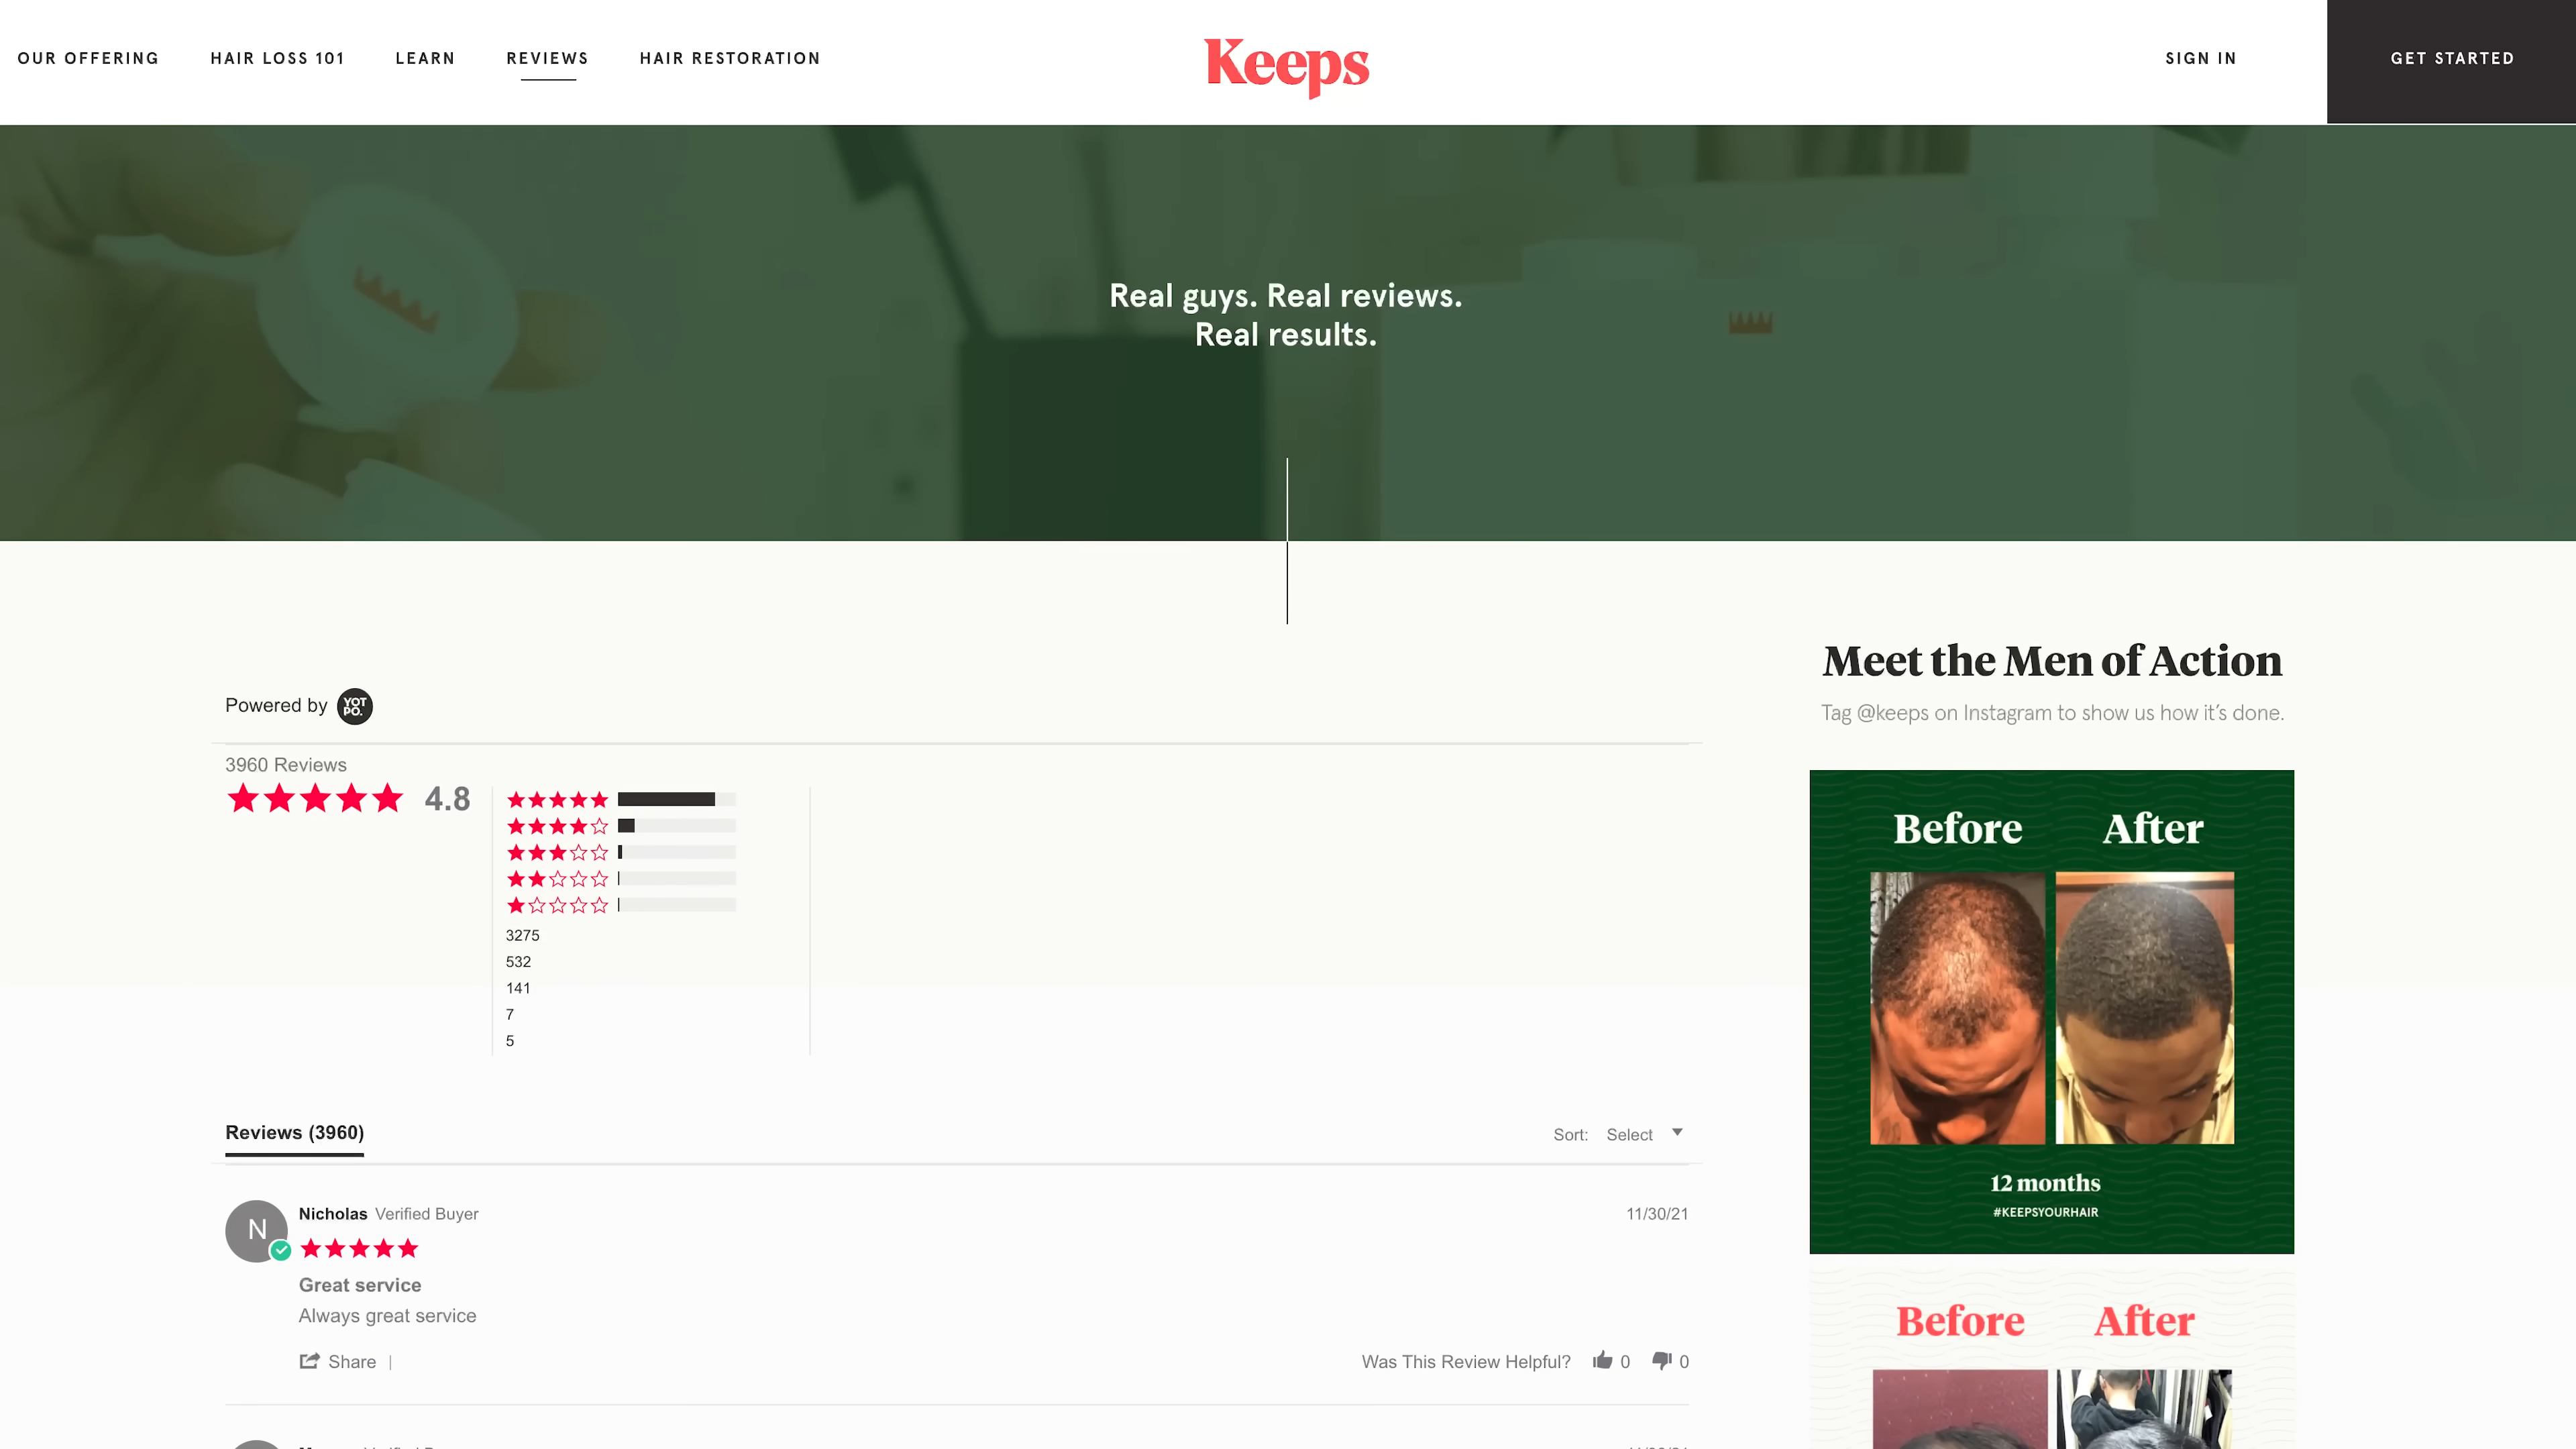 OUR OFFERING
HAIR LOSS 101
LEARN
REVIEWS
HAIR RESTORATION
Keeps
SIGN IN
GET STARTED
Real guys. Real reviews.
Real results.
Powered by YOTPO.
3960 Reviews
4.8
3275
532
141
7
5
Reviews (3960)
Sort: Select
N
Nicholas Verified Buyer
11/30/21
Great service
Always great service
Share |
Was This Review Helpful? 0 0
Meet the Men of Action
Tag @keeps on Instagram to show us how it’s done.
Before After
12 months
#KEEPSYOURHAIR
Before After